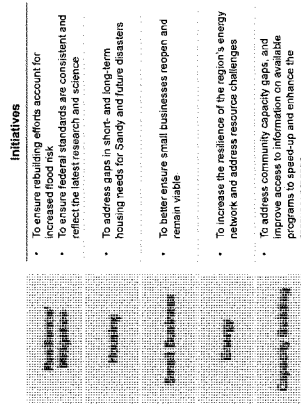 Initiatives
Resilience/
Mitigation
• To ensure rebuilding efforts account for
increased flood risk
• To ensure federal standards are consistent and
reflect the latest research and science
Housing
• To address gaps in short- and long-term
housing needs for Sandy and future disasters
Small Business
• To better ensure small businesses reopen and
remain viable
Energy
• To increase the resilience of the region's energy
network and address resource challenges
Capacity Building
• To address community capacity gaps, and
improve access to information on available
programs to speed-up and enhance the